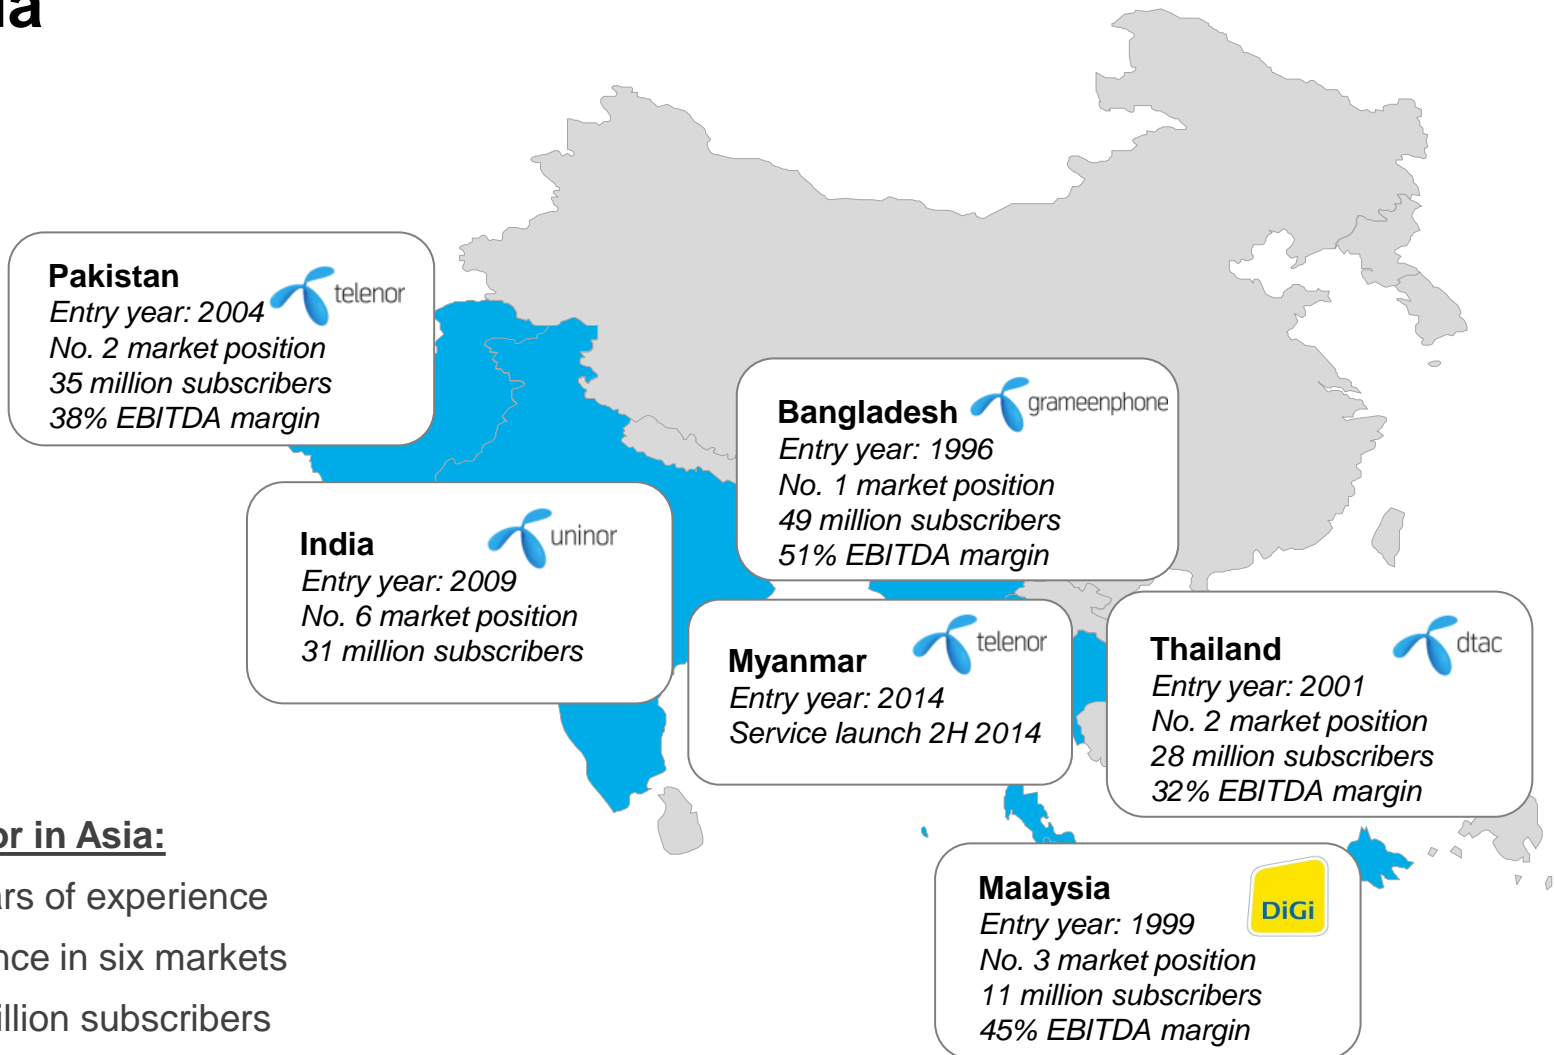 ia
Pakistan
telenor
Entry year: 2004
No. 2 market position
35 million subscribers
38% EBITDA margin
Bangladesh
grameenphone
Entry year: 1996
No. 1 market position
49 million subscribers
51% EBITDA margin
India
uninor
Entry year: 2009
No. 6 market position
31 million subscribers
Myanmar
telenor
Entry year: 2014
Service launch 2H 2014
Thailand
dtac
Entry year: 2001
No. 2 market position
28 million subscribers
32% EBITDA margin
Malaysia
DiGi
Entry year: 1999
No. 3 market position
11 million subscribers
45% EBITDA margin
or in Asia:
ars of experience
nce in six markets
illion subscribers